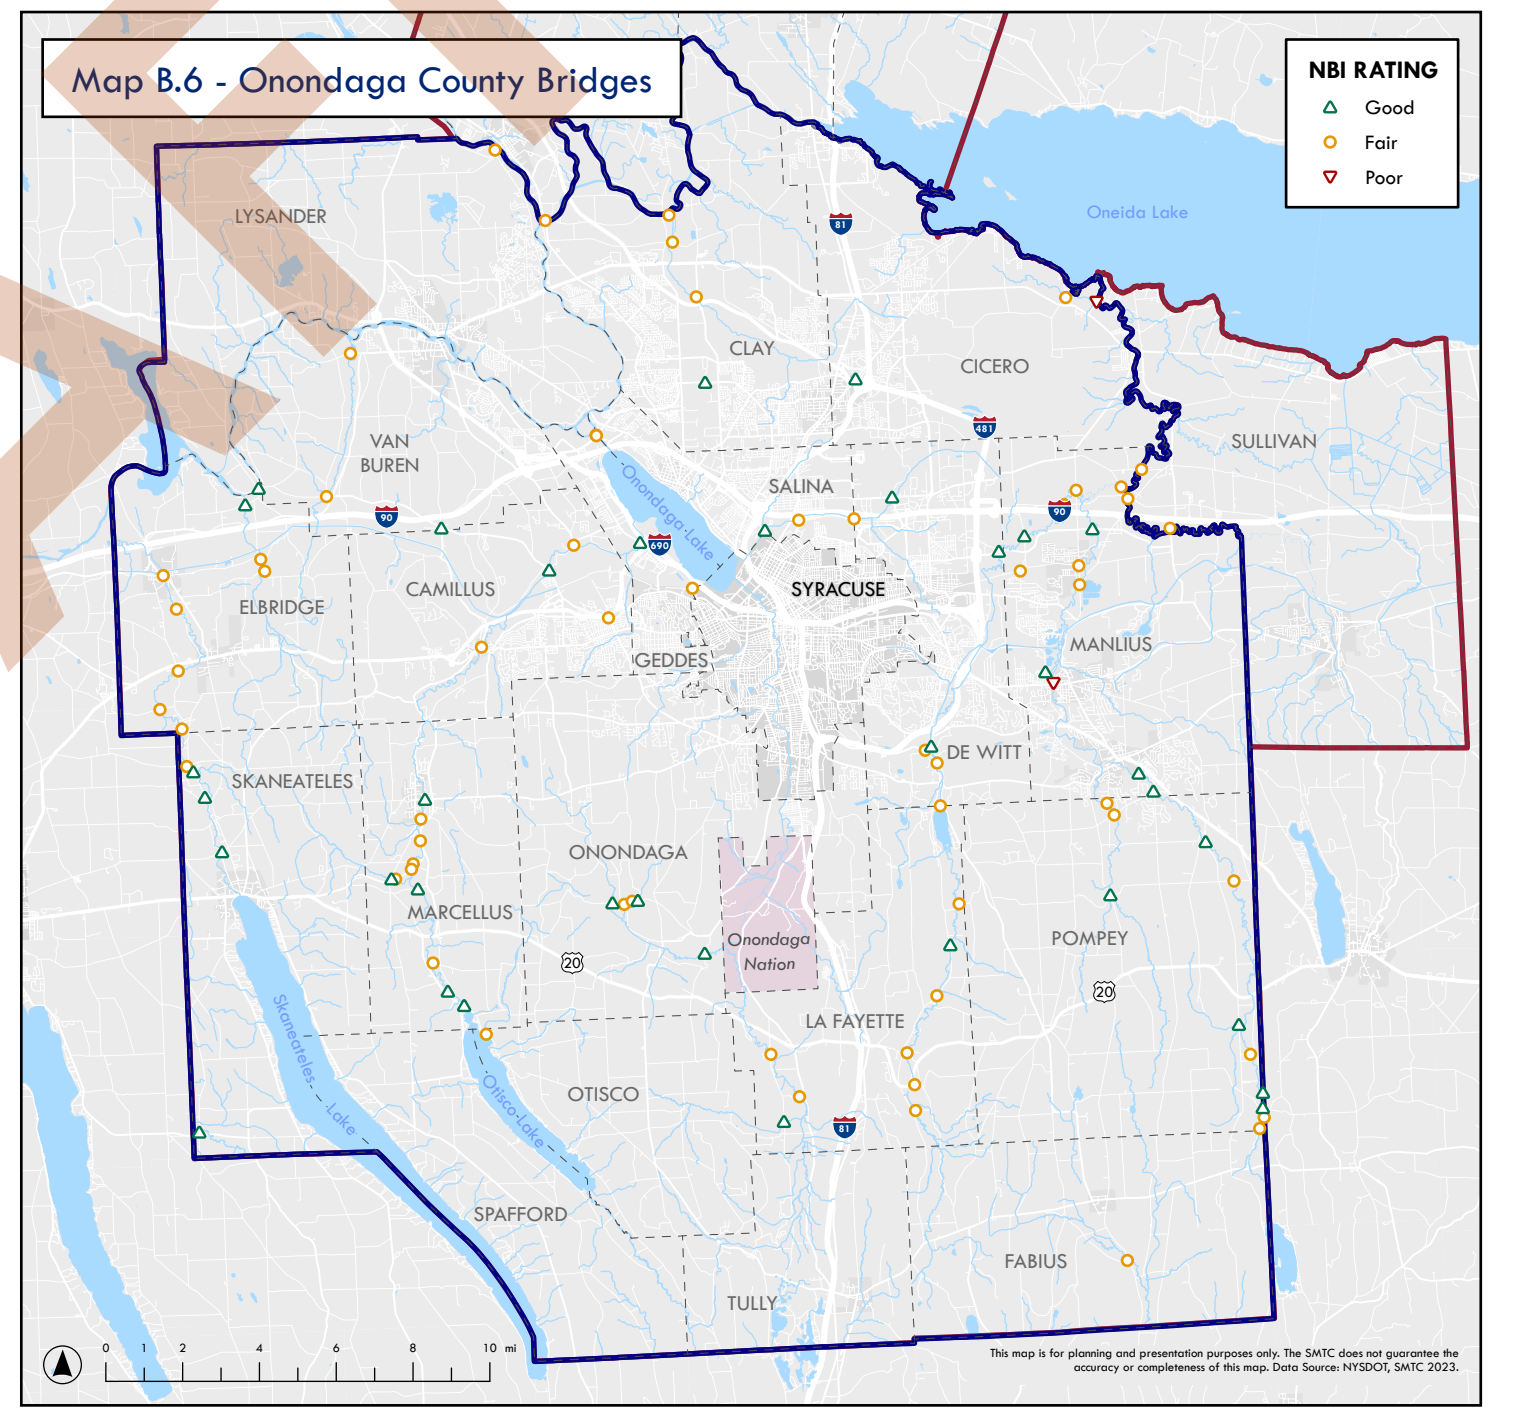 Map B.6 - Onondaga County Bridges
NBI RATING
Good
Fair
Poor
LYSANDER
81
Oneida Lake
CLAY
CICERO
VAN
BUREN
481
SULLIVAN
SALINA
Onondaga Lake
90
90
690
CAMILLUS
SYRACUSE
ELBRIDGE
GEDDES
MANLIUS
DE WITT
SKANEATELES
ONONDAGA
MARCELLUS
Onondaga
Nation
POMPEY
20
20
LA FAYETTE
Skaneateles
Lake
Otisco Lake
OTISCO
81
SPAFFORD
FABIUS
TULLY
0 1 2 4 6 8 10 mi
This map is for planning and presentation purposes only. The SMTC does not guarantee the
accuracy or completeness of this map. Data Source: NYSDOT, SMTC 2023.